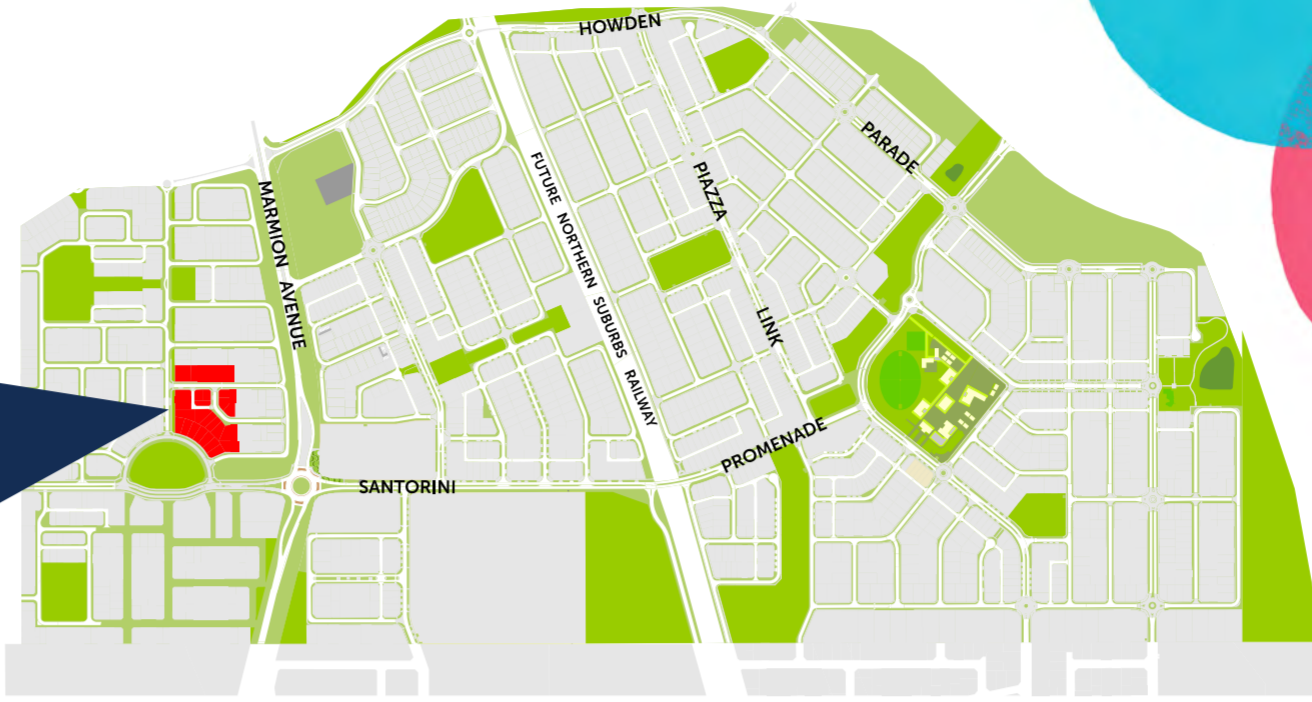 HOWDEN
PARADE
MARMION AVENUE
FUTURE NORTHERN SUBURBS RAILWAY
PIAZZA
LINK
PROMENADE
SANTORINI